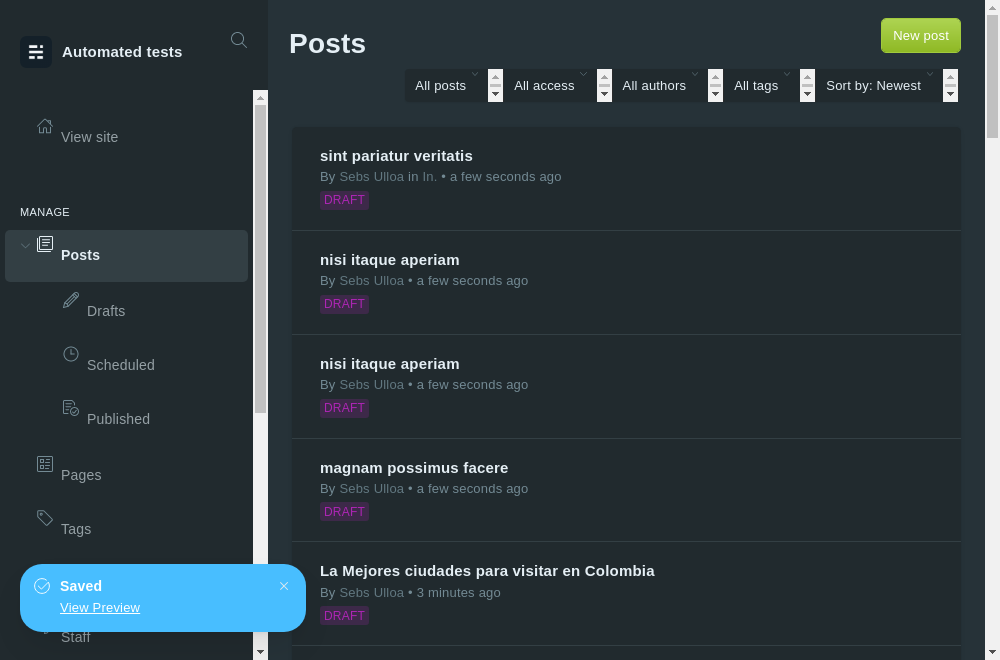 Automated tests
View site
MANAGE
Posts
Drafts
Scheduled
Published
Pages
Tags
Staff
Saved
View Preview
Posts
New post
All posts
All access
All authors
All tags
Sort by: Newest
sint pariatur veritatis
By Sebs Ulloa in In. • a few seconds ago
DRAFT
nisi itaque aperiam
By Sebs Ulloa • a few seconds ago
DRAFT
nisi itaque aperiam
By Sebs Ulloa • a few seconds ago
DRAFT
magnam possimus facere
By Sebs Ulloa • a few seconds ago
DRAFT
La Mejores ciudades para visitar en Colombia
By Sebs Ulloa • 3 minutes ago
DRAFT